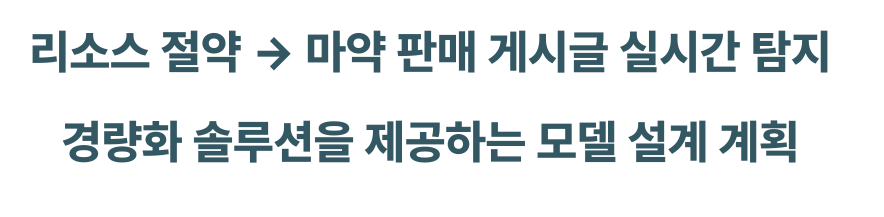 리소스 절약 → 마약 판매 게시글 실시간 탐지
경량화 솔루션을 제공하는 모델 설계 계획